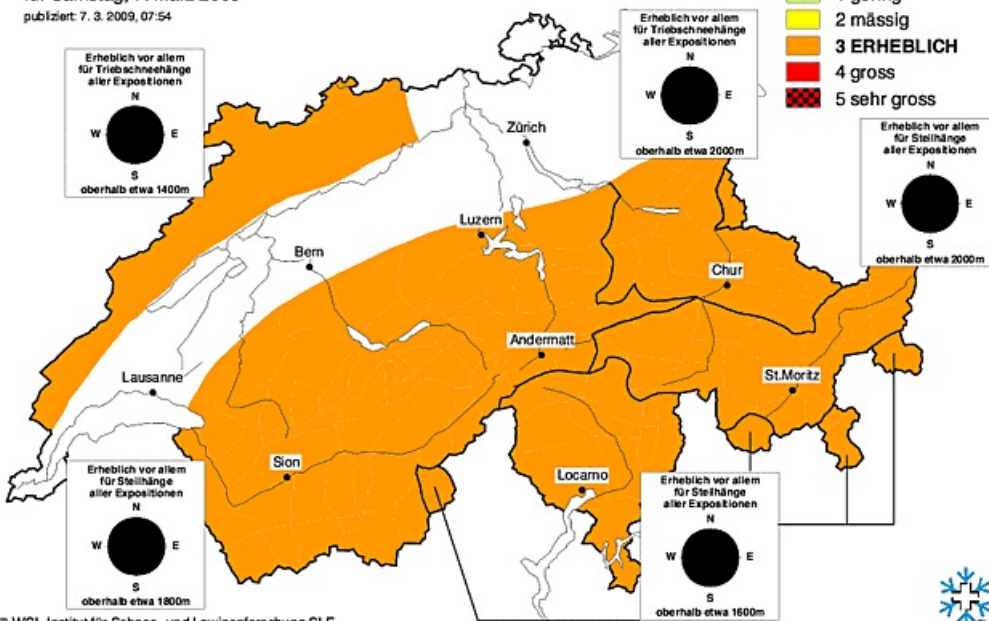 publiziert: 7. 3. 2009, 07:54
2 mässig
3 ERHEBLICH
4 gross
5 sehr gross
Erheblich vor allem
für Triebschneehänge
aller Expositionen
N
W E
S
oberhalb etwa 1400m
Erheblich vor allem
für Triebschneehänge
aller Expositionen
N
W E
S
oberhalb etwa 2000m
Erheblich vor allem
für Steilhänge
aller Expositionen
N
W E
S
oberhalb etwa 2000m
Zürich
Luzern
Bern
Chur
Andermatt
Lausanne
St.Moritz
Sion
Locarno
Erheblich vor allem
für Steilhänge
aller Expositionen
N
W E
S
oberhalb etwa 1800m
Erheblich vor allem
für Steilhänge
aller Expositionen
N
W E
S
oberhalb etwa 1600m